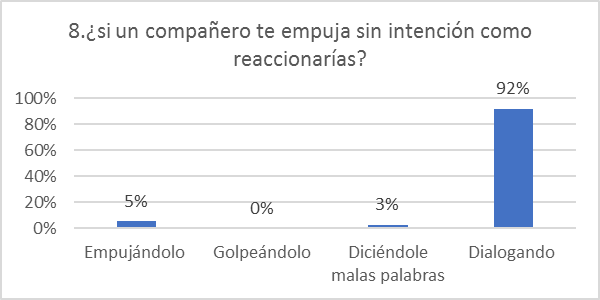 8.¿si un compañero te empuja sin intención como
reaccionarías?
92%
100%
80%
60%
40%
20%
0%
5%
0%
3%
Empujándolo
Golpeándolo
Diciéndole
malas palabras
Dialogando